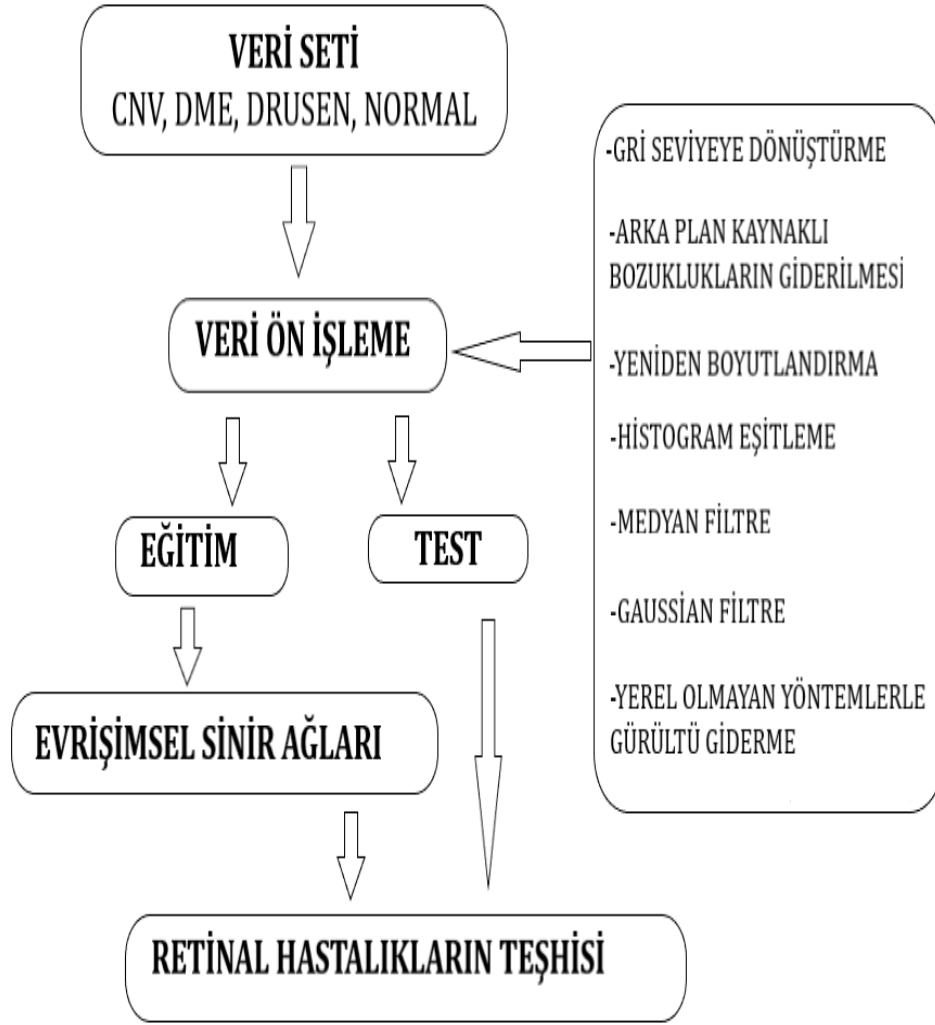 VERİ SETİ
CNV, DME, DRUSEN, NORMAL
VERİ ÖN İŞLEME
-GRİ SEVİYEYE DÖNÜŞTÜRME
-ARKA PLAN KAYNAKLI
BOZUKLUKLARIN GİDERİLMESİ
-YENİDEN BOYUTLANDIRMA
-HİSTOGRAM EŞİTLEME
-MEDYAN FİLTRE
-GAUSSİAN FİLTRE
-YEREL OLMAYAN YÖNTEMLERLE
GÜRÜLTÜ GİDERME
EĞİTİM
TEST
EVRİŞİMSEL SİNİR AĞLARI
RETİNAL HASTALIKLARIN TEŞHİSİ